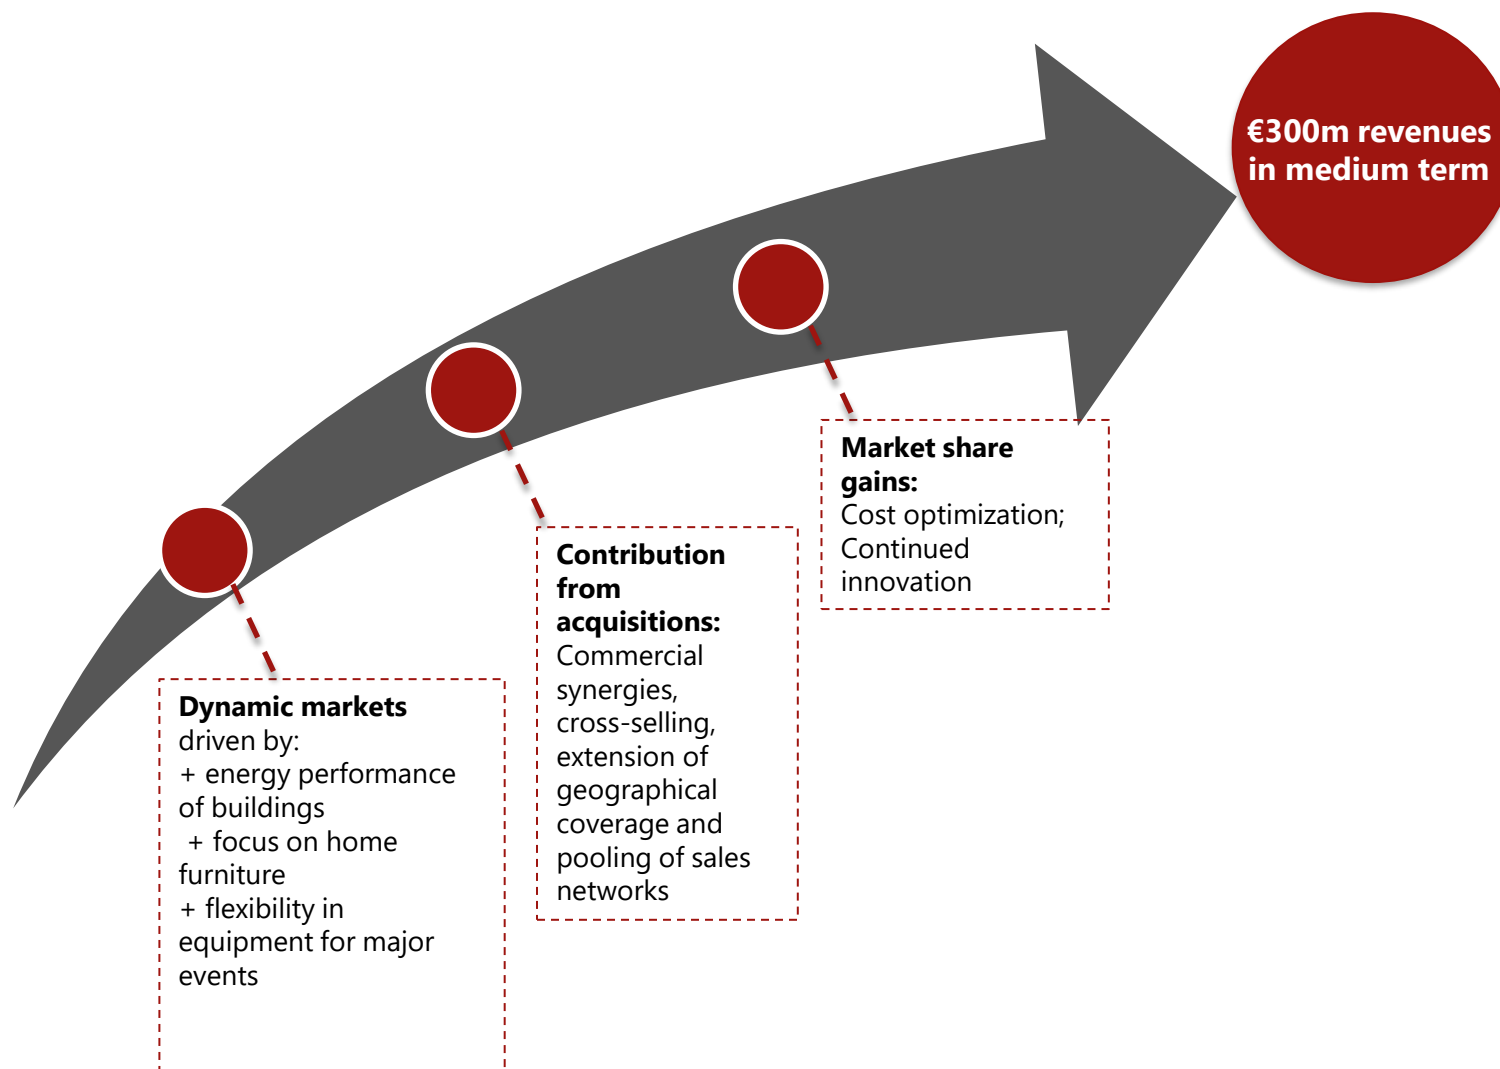 €300m revenues
in medium term
Market share
gains:
Cost optimization;
Continued
innovation
Contribution
from
acquisitions:
Commercial
synergies,
cross-selling,
extension of
geographical
coverage and
pooling of sales
networks
Dynamic markets
driven by:
+ energy performance
of buildings
+ focus on home
furniture
+ flexibility in
equipment for major
events